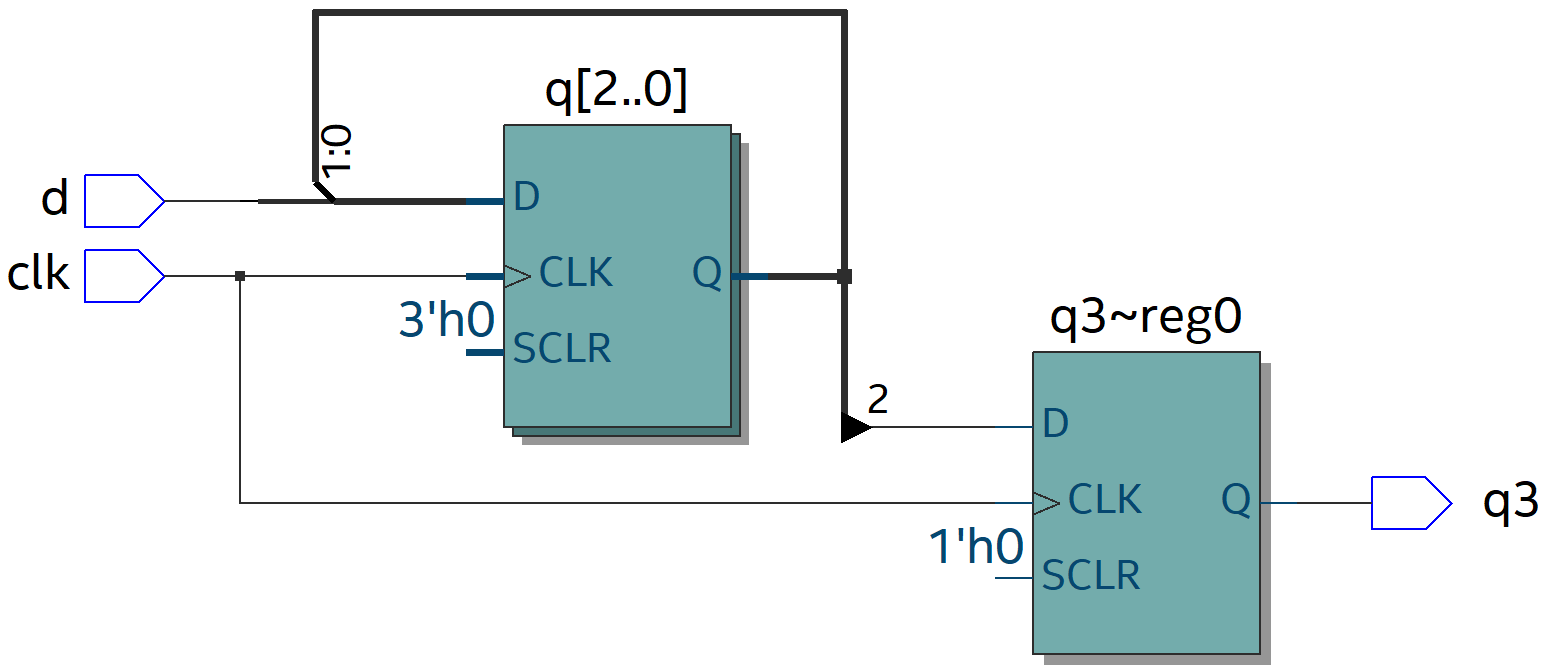 q[2..0]
1:0
d
D
clk
CLK
Q
3'h0
SCLR
q3~reg0
2
D
CLK
Q
q3
1'h0
SCLR